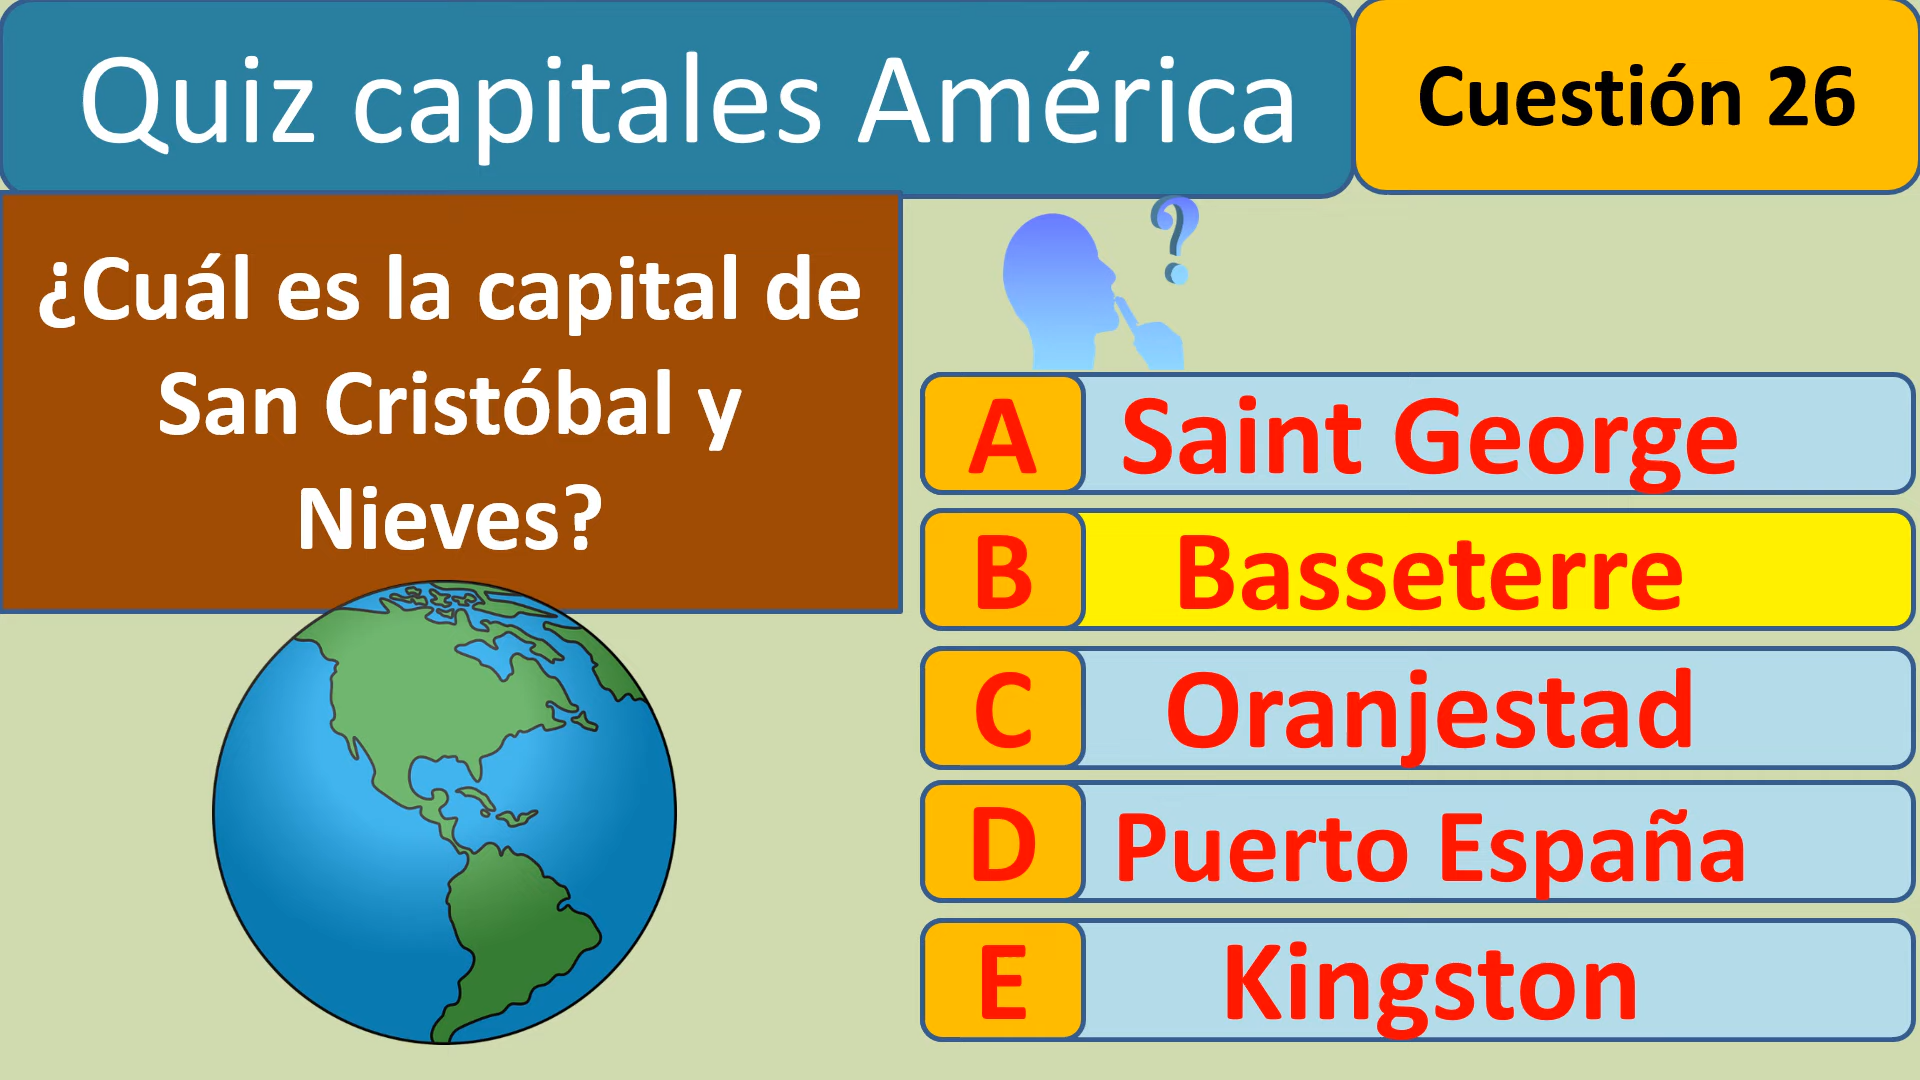 Quiz capitales América
Cuestión 26
¿Cuál es la capital de
San Cristóbal y
Nieves?
?
A Saint George
B Basseterre
C Oranjestad
D Puerto España
E Kingston